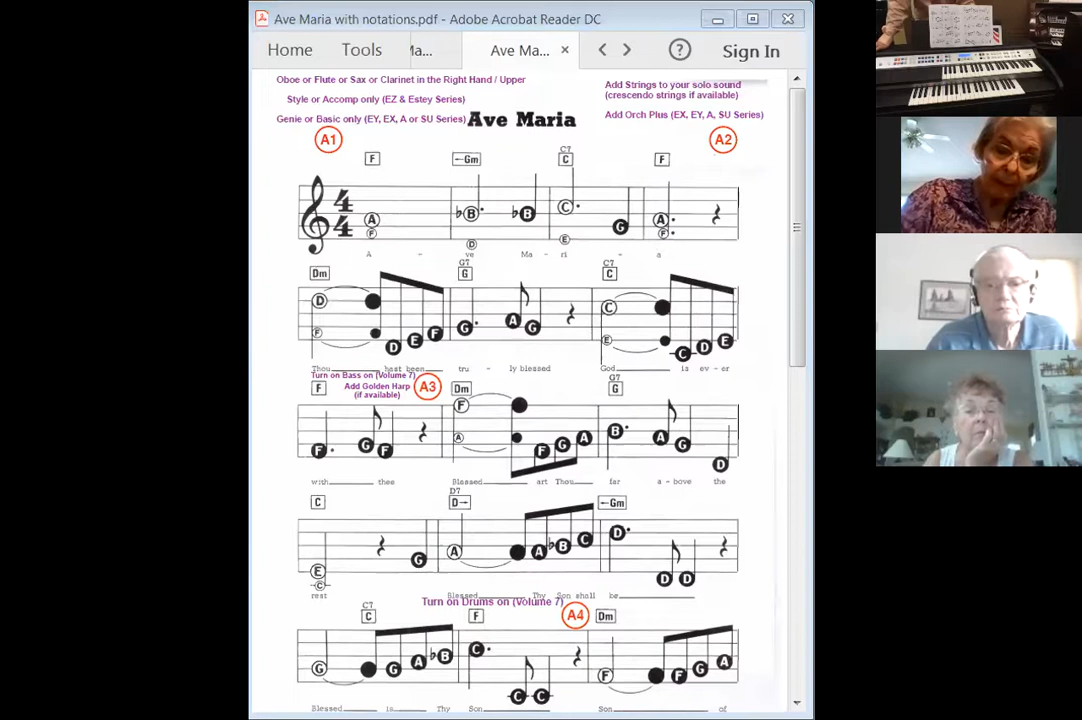 Ave Maria with notations.pdf - Adobe Acrobat Reader DC
Home Tools Ma... Ave Ma... × ? Sign In
Oboe or Flute or Sax or Clarinet in the Right Hand / Upper
Style or Accomp only (EZ & Estey Series)
Genie or Basic only (EY, EX, A or SU Series)
Add Strings to your solo sound
(crescendo strings if available)
Add Orch Plus (EX, EY, A, SU Series)
Ave Maria
A1 A2
C7
F ←Gm C F
4
4
A F ♭B D ♭B C E G A F
A - ve Ma - ri - a
G7 C7
Dm G C
D F D E F G A G C E C D E
Thou hast been tru - ly blessed God is ev - er
Turn on Bass on (Volume 7)
Add Golden Harp
(if available)
A3
G7
F Dm G
F G F F A F G A B A G D
with thee Blessed art Thou far a - bove the
D7
C D→ ←Gm
E C G A A ♭B C D D D
rest Blessed Thy Son shall be
Turn on Drums on (Volume 7)
A4
C7
C F Dm
G G A ♭B C C C F F G A
Blessed is Thy Son Son of